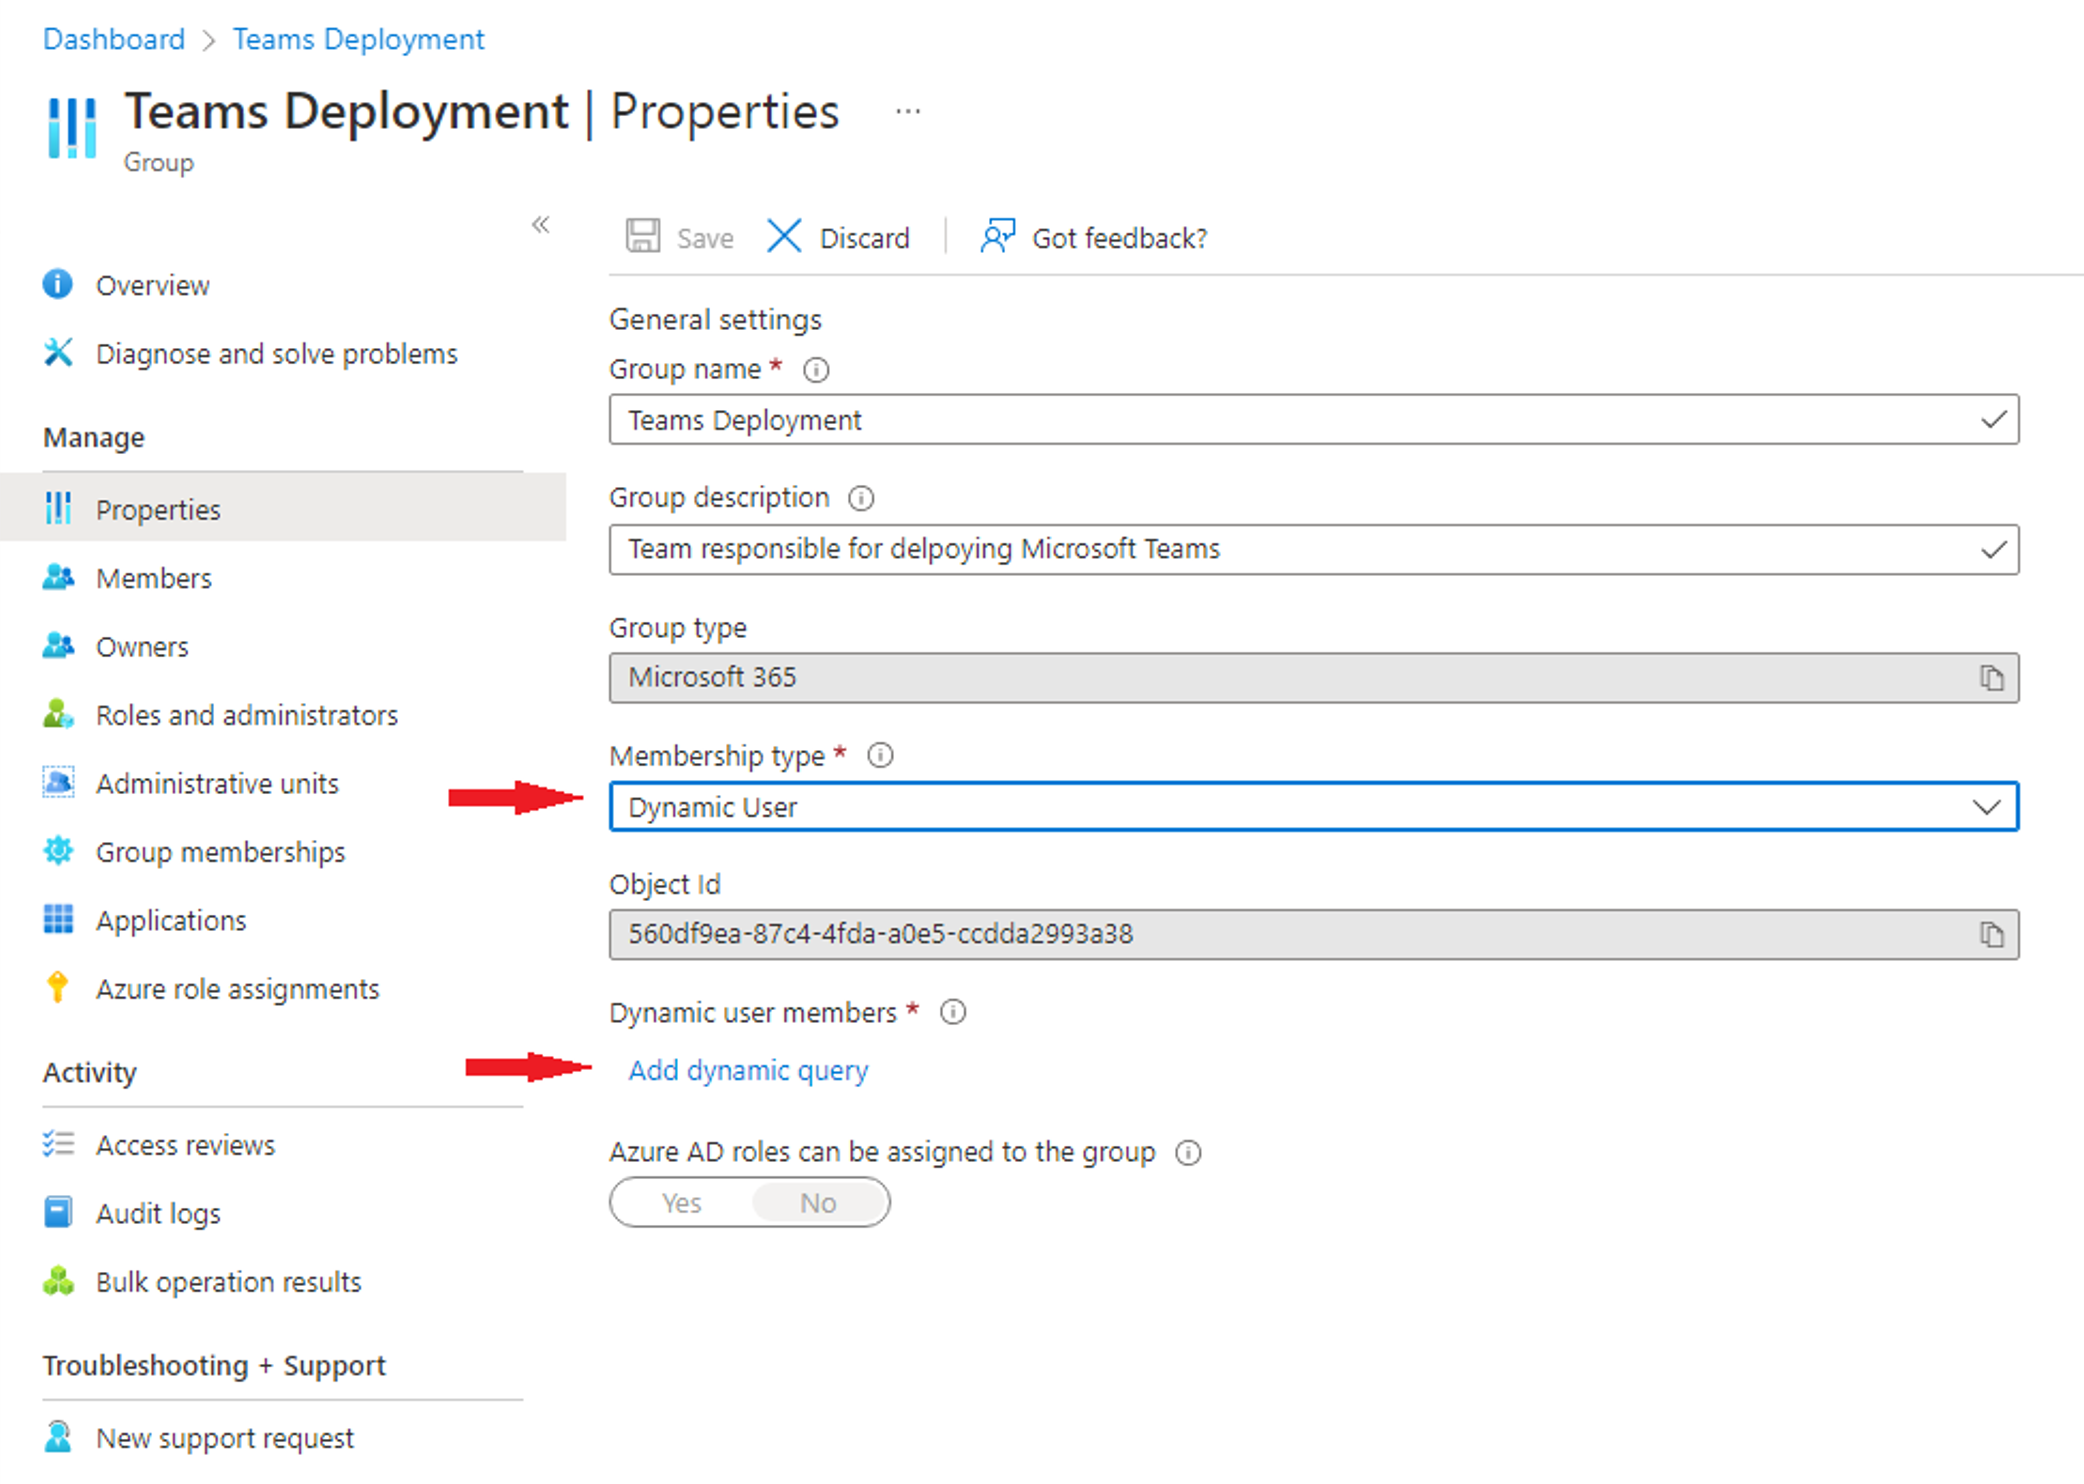 Dashboard > Teams Deployment
Teams Deployment | Properties ...
Group
«
Save Discard Got feedback?
Overview
Diagnose and solve problems
Manage
Properties
Members
Owners
Roles and administrators
Administrative units
Group memberships
Applications
Azure role assignments
Activity
Access reviews
Audit logs
Bulk operation results
Troubleshooting + Support
New support request
General settings
Group name *
Teams Deployment
Group description
Team responsible for delpoying Microsoft Teams
Group type
Microsoft 365
Membership type *
Dynamic User
Object Id
560df9ea-87c4-4fda-a0e5-ccdda2993a38
Dynamic user members *
Add dynamic query
Azure AD roles can be assigned to the group
Yes No